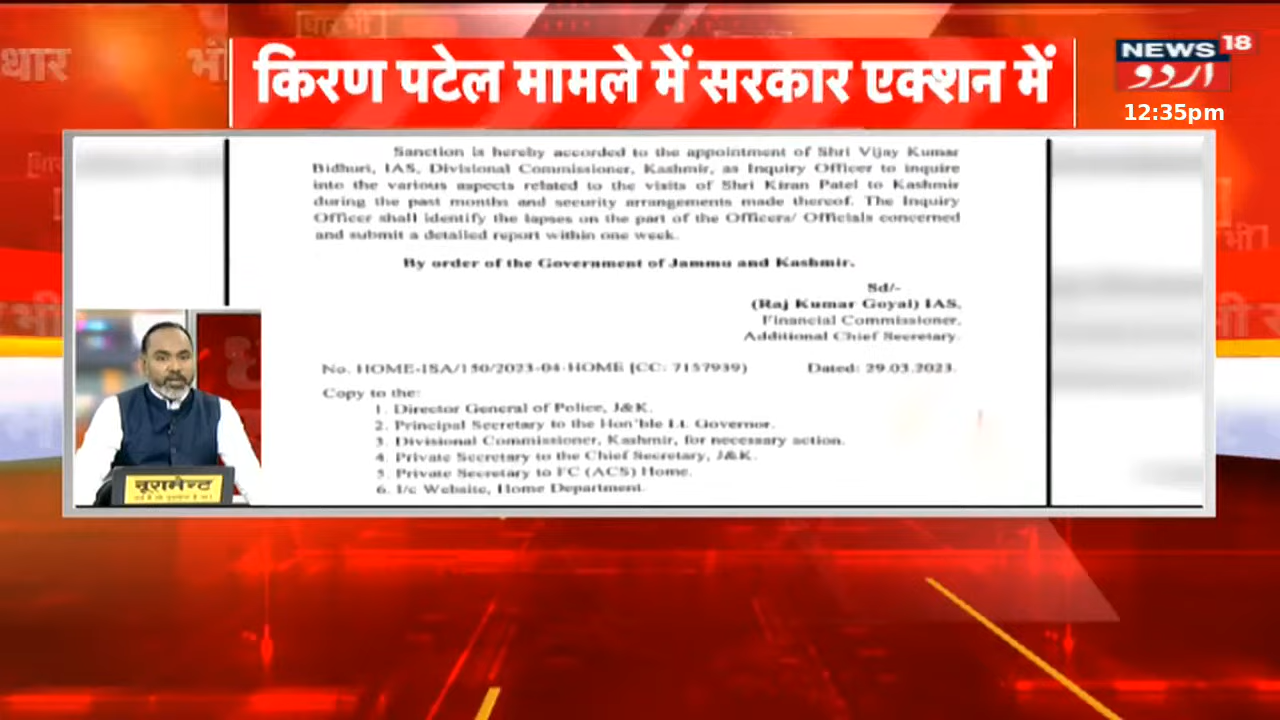 किरण पटेल मामले में सरकार एक्शन में
NEWS 18
اردو
12:35pm
थार
Sanction is hereby accorded to the appointment of Shri Vijay Kumar
Bidhuri, IAS, Divisional Commissioner, Kashmir, as Inquiry Officer to inquire
into the various aspects related to the visits of Shri Kiran Patel to Kashmir
during the past months and security arrangements made thereof. The Inquiry
Officer shall identify the lapses on the part of the Officers/ Officials concerned
and submit a detailed report within one week.
By order of the Government of Jammu and Kashmir.
Sd/-
(Raj Kumar Goyal) IAS,
Financial Commissioner,
Additional Chief Secretary.
No. HOME-ISA/150/2023-04-HOME (CC: 7157939) Dated: 29.03.2023.
Copy to the:
1. Director General of Police, J&K.
2. Principal Secretary to the Hon'ble Lt. Governor.
3. Divisional Commissioner, Kashmir, for necessary action.
4. Private Secretary to the Chief Secretary, J&K.
5. Private Secretary to FC (ACS) Home.
6. I/c Website, Home Department.
नूरामेन्ट